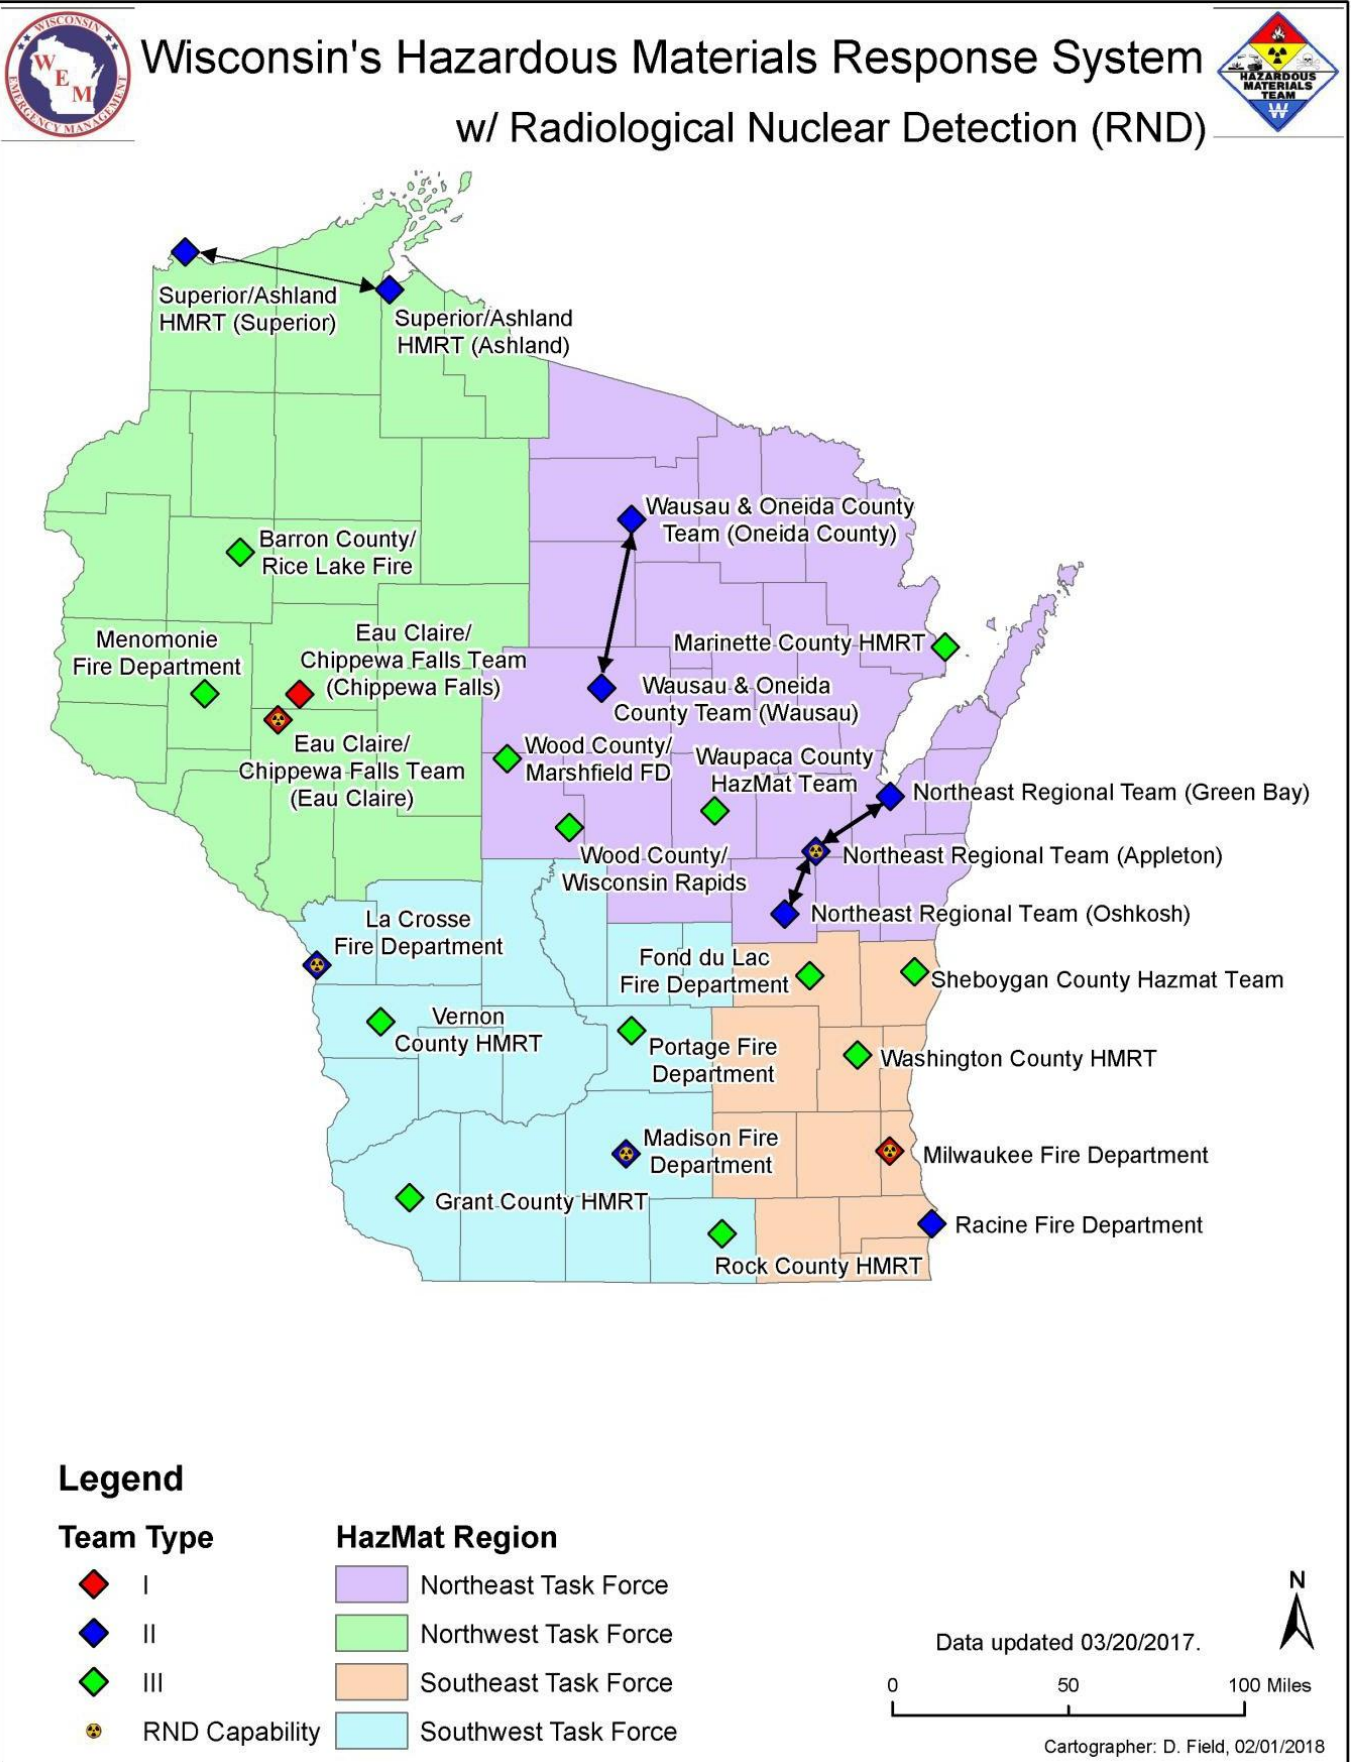 WISCONSIN
W
E
M
EMERGENCY MANAGEMENT
Wisconsin's Hazardous Materials Response System
w/ Radiological Nuclear Detection (RND)
HAZARDOUS
MATERIALS
TEAM
W
Superior/Ashland
HMRT (Superior)
Superior/Ashland
HMRT (Ashland)
Wausau & Oneida County
Team (Oneida County)
Barron County/
Rice Lake Fire
Menomonie
Fire Department
Eau Claire/
Chippewa Falls Team
(Chippewa Falls)
Marinette County HMRT
Wausau & Oneida
County Team (Wausau)
Eau Claire/
Chippewa Falls Team
(Eau Claire)
Wood County/
Marshfield FD
Waupaca County
HazMat Team
Northeast Regional Team (Green Bay)
Wood County/
Wisconsin Rapids
Northeast Regional Team (Appleton)
Northeast Regional Team (Oshkosh)
La Crosse
Fire Department
Fond du Lac
Fire Department
Sheboygan County Hazmat Team
Vernon
County HMRT
Portage Fire
Department
Washington County HMRT
Madison Fire
Department
Milwaukee Fire Department
Grant County HMRT
Racine Fire Department
Rock County HMRT
Legend
Team Type
I
II
III
RND Capability
HazMat Region
Northeast Task Force
Northwest Task Force
Southeast Task Force
Southwest Task Force
N
Data updated 03/20/2017.
0 50 100 Miles
Cartographer: D. Field, 02/01/2018